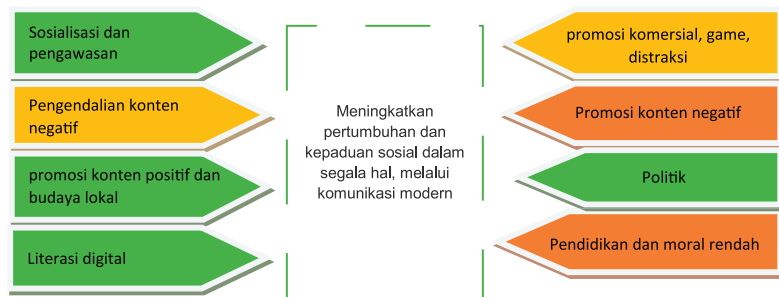 Sosialisasi dan
pengawasan
Pengendalian konten
negatif
promosi konten positif dan
budaya lokal
Literasi digital
Meningkatkan
pertumbuhan dan
kepaduan sosial dalam
segala hal, melalui
komunikasi modern
promosi komersial, game,
distraksi
Promosi konten negatif
Politik
Pendidikan dan moral rendah